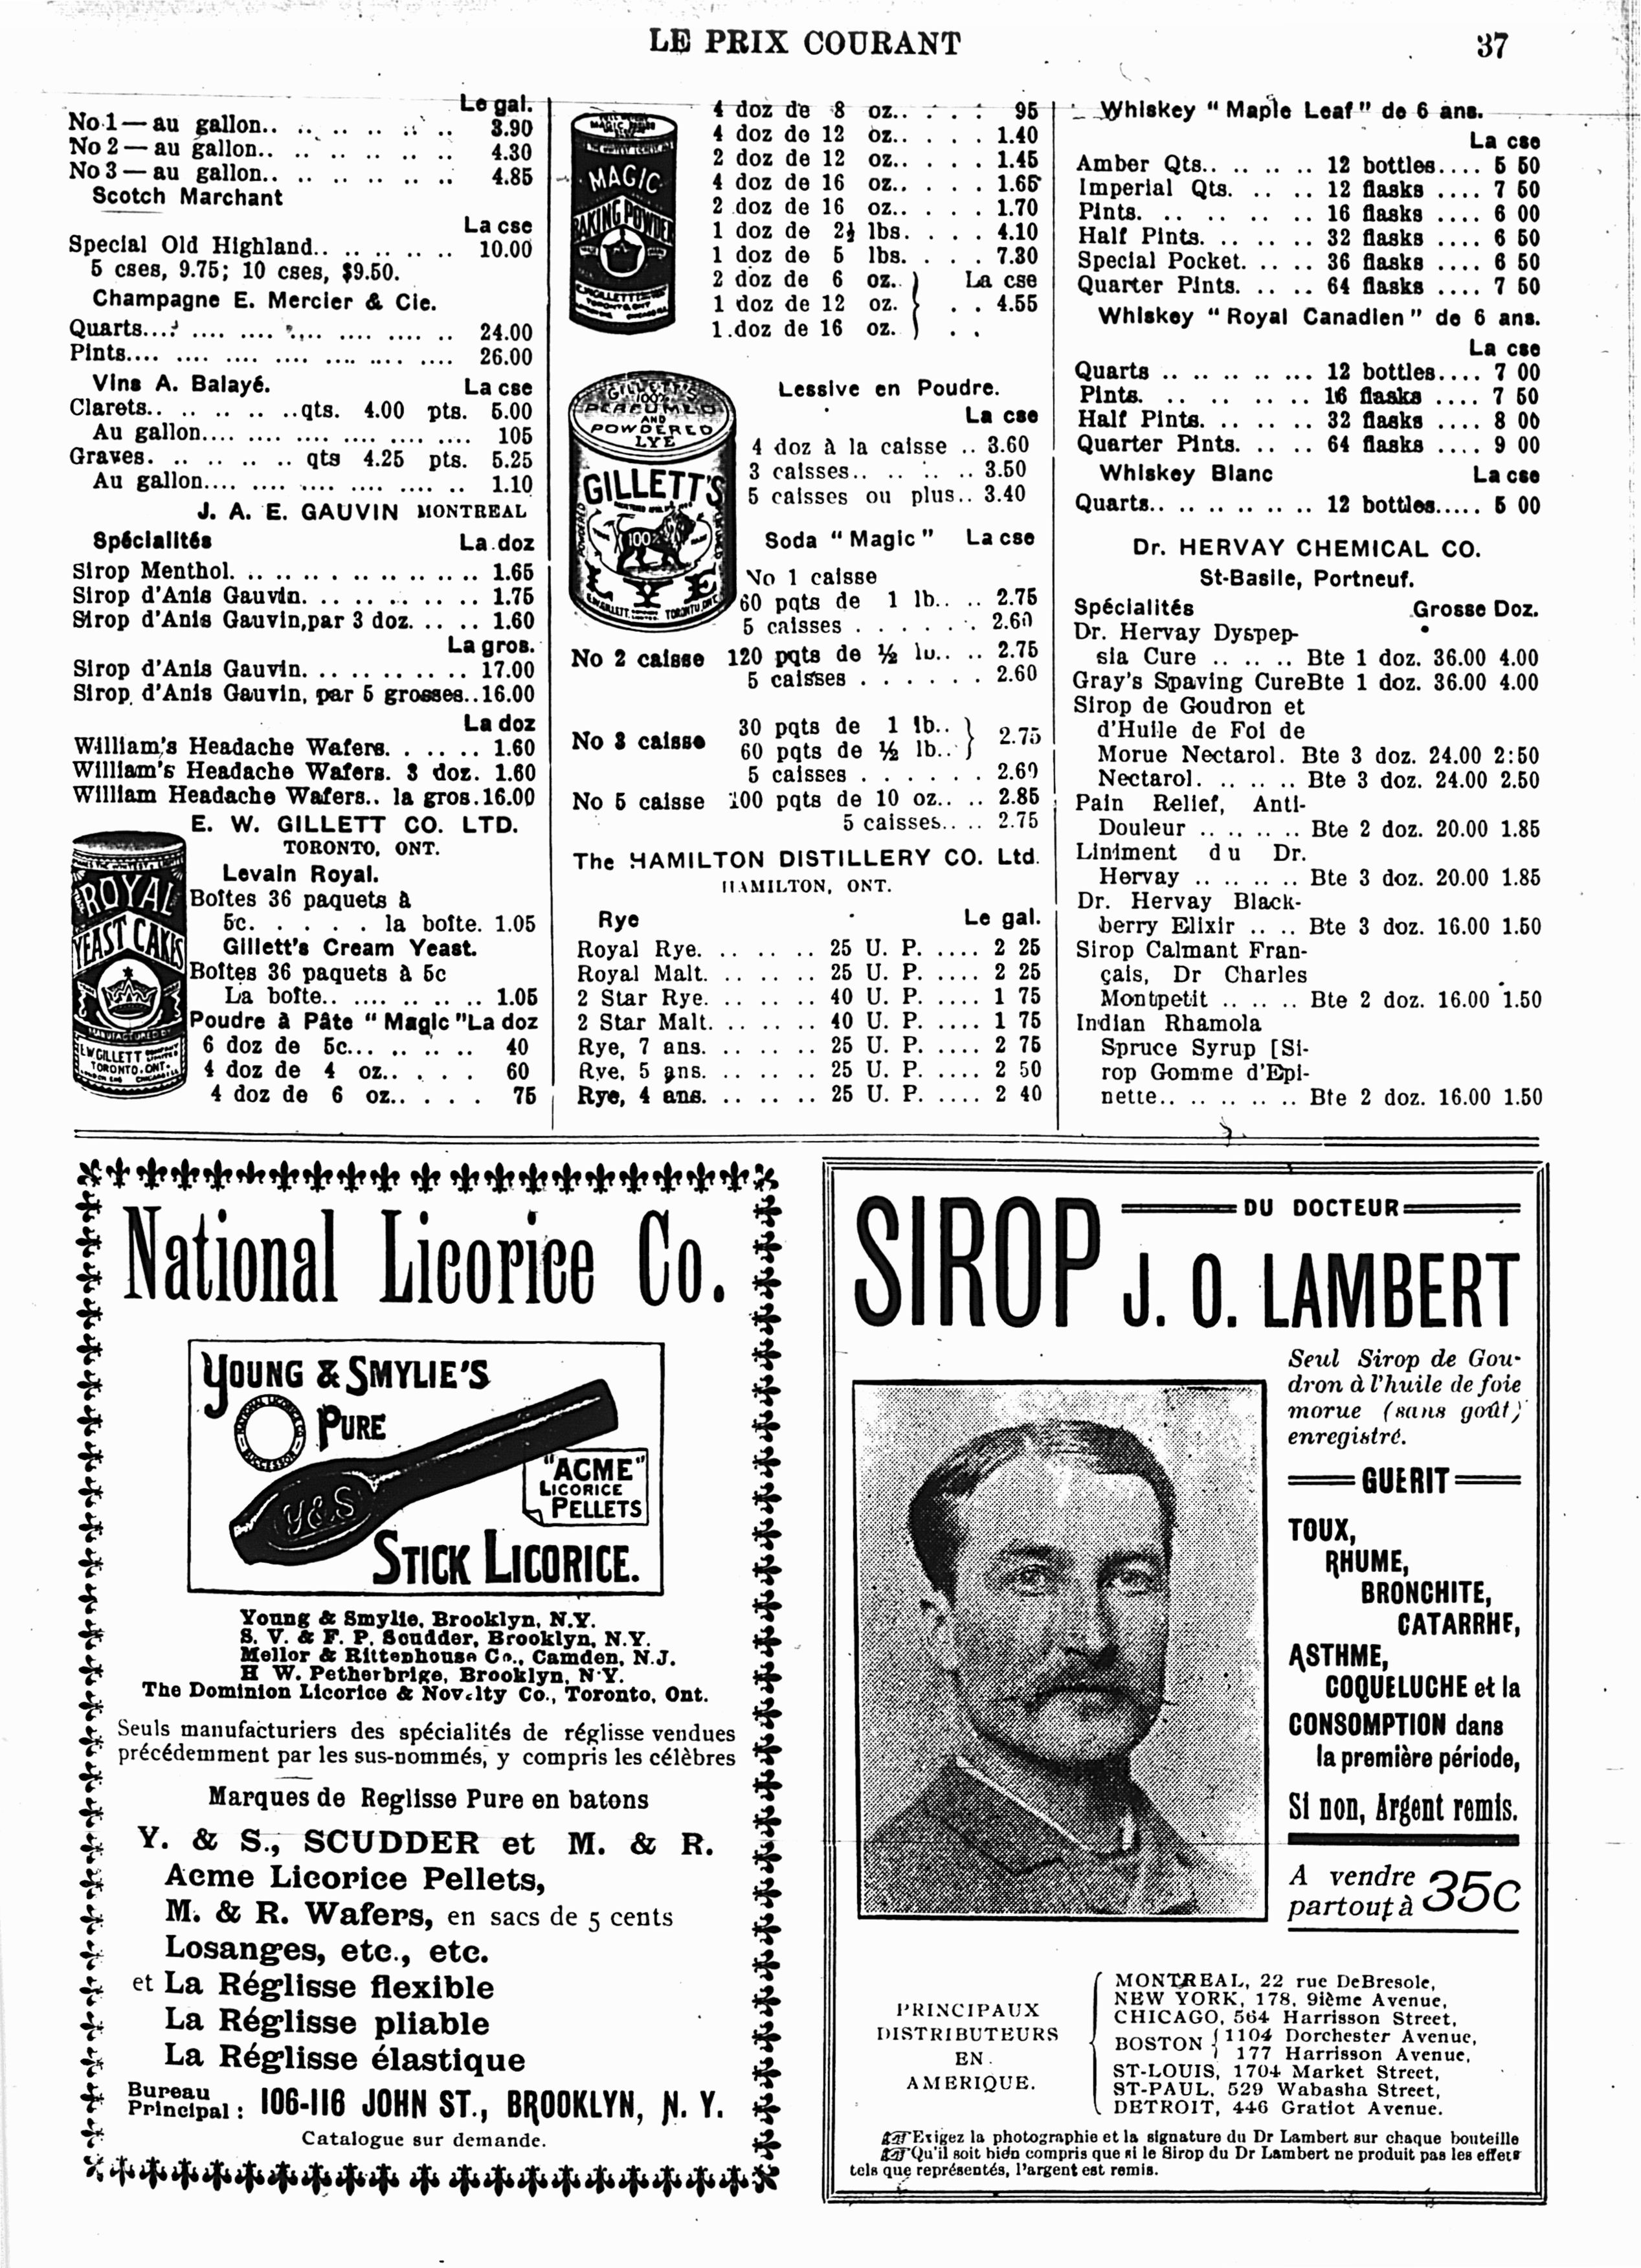 LE PRIX COURANT
37
Le gal.
No 1 — au gallon.. .. .. .. .. .. .. 3.90
No 2 — au gallon.. .. .. .. .. .. .. 4.30
No 3 — au gallon.. .. .. .. .. .. .. 4.85
Scotch Marchant
La cse
Special Old Highland.. .. .. .. .. 10.00
5 cses, 9.75; 10 cses, $9.50.
Champagne E. Mercier & Cie.
Quarts.... .... .... .... .... .... .. 24.00
Pints.... .... .... .... .... .... .... 26.00
Vins A. Balayé. La cse
Clarets.. .. .. .. .. ..qts. 4.00 pts. 5.00
Au gallon.... .... .... .... .... .... 105
Graves. .. .. .. .. .. qts 4.25 pts. 5.25
Au gallon.... .... .... .... .... .. 1.10
J. A. E. GAUVIN MONTREAL
Spécialités La doz
Sirop Menthol. .. .. .. .. .. .. .. .. 1.65
Sirop d'Anis Gauvin. .. .. .. .. .. .. 1.75
Sirop d'Anis Gauvin,par 3 doz. .. .. 1.60
La gros.
Sirop d'Anis Gauvin. .. .. .. .. .. 17.00
Sirop d'Anis Gauvin, par 5 grosses..16.00
La doz
William's Headache Wafers. .. .. .. 1.60
William's Headache Wafers. 3 doz. 1.60
William Headache Wafers.. la gros.16.00
E. W. GILLETT CO. LTD.
TORONTO, ONT.
Levain Royal.
Boîtes 36 paquets à
5c. . . . . . la boîte. 1.05
Gillett's Cream Yeast.
Boîtes 36 paquets à 5c
La boîte.. .... .. .. .. .. 1.05
Poudre à Pâte "Magic" La doz
6 doz de 5c... .. .. .. 40
4 doz de 4 oz.. . . . . 60
4 doz de 6 oz.. . . . . 75
ROYAL
YEAST CAKES
E.W. GILLETT
TORONTO, ONT.
4 doz de 8 oz.. . . . 95
4 doz de 12 oz.. . . . 1.40
2 doz de 12 oz.. . . . 1.45
4 doz de 16 oz.. . . . 1.65
2 doz de 16 oz.. . . . 1.70
1 doz de 2½ lbs. . . . 4.10
1 doz de 5 lbs. . . . 7.30
2 doz de 6 oz.. } La cse
1 doz de 12 oz. } . . 4.55
1 doz de 16 oz. } . .
MAGIC
BAKING POWDER
GILLETT'S
100%
PERFUMED
AND
POWDERED
LYE
GILLETT'S
100%
LYE
E.W. GILLETT
TORONTO, ONT.
Lessive en Poudre.
La cse
4 doz à la caisse .. 3.60
3 caisses.. .. .. .. 3.50
5 caisses ou plus.. 3.40
Soda "Magic" La cse
No 1 caisse
60 pqts de 1 lb.. .. 2.75
5 caisses . . . . . . 2.60
No 2 caisse 120 pqts de ½ lb.. .. 2.75
5 caisses . . . . . . 2.60
No 3 caisse 30 pqts de 1 lb.. }
60 pqts de ½ lb.. } 2.75
5 caisses . . . . . . 2.60
No 5 caisse 100 pqts de 10 oz.. .. 2.85
5 caisses.. .. 2.75
The HAMILTON DISTILLERY CO. Ltd.
HAMILTON, ONT.
Rye Le gal.
Royal Rye. .. .. .. .. 25 U. P. .... 2 25
Royal Malt. .. .. .. .. 25 U. P. .... 2 25
2 Star Rye. .. .. .. .. 40 U. P. .... 1 75
2 Star Malt. .. .. .. .. 40 U. P. .... 1 75
Rye, 7 ans. .. .. .. .. 25 U. P. .... 2 75
Rye, 5 ans. .. .. .. .. 25 U. P. .... 2 50
Rye, 4 ans. .. .. .. .. 25 U. P. .... 2 40
Whiskey "Maple Leaf" de 6 ans.
La cse
Amber Qts.. .. .. .. 12 bottles.... 5 50
Imperial Qts. .. .. .. 12 flasks .... 7 50
Pints. .. .. .. .. .. 16 flasks .... 6 00
Half Pints. .. .. .. .. 32 flasks .... 6 50
Special Pocket. .. .. .. 36 flasks .... 6 50
Quarter Pints. .. .. .. 64 flasks .... 7 50
Whiskey "Royal Canadien" de 6 ans.
La cse
Quarts .. .. .. .. .. ... 12 bottles.... 7 00
Pints. .. .. .. .. .. .. 16 flasks .... 7 50
Half Pints. .. .. .. .. 32 flasks .... 8 00
Quarter Pints. .. .. .. 64 flasks .... 9 00
Whiskey Blanc La cse
Quarts.. .. .. .. .. .. 12 bottles..... 5 00
Dr. HERVAY CHEMICAL CO.
St-Basile, Portneuf.
Spécialités Grosse Doz.
Dr. Hervay Dyspep-
sia Cure .. .. .. Bte 1 doz. 36.00 4.00
Gray's Spaving CureBte 1 doz. 36.00 4.00
Sirop de Goudron et
d'Huile de Foi de
Morue Nectarol. Bte 3 doz. 24.00 2:50
Nectarol. .. .. .. Bte 3 doz. 24.00 2.50
Pain Relief, Anti-
Douleur .. .. .. .. Bte 2 doz. 20.00 1.85
Liniment du Dr.
Hervay .. .. .. .. Bte 3 doz. 20.00 1.85
Dr. Hervay Black-
berry Elixir .. .. Bte 3 doz. 16.00 1.50
Sirop Calmant Fran-
çais, Dr Charles
Montpetit .. .. .. Bte 2 doz. 16.00 1.50
Indian Rhamola
Spruce Syrup [Si-
rop Gomme d'Epi-
nette.. .. .. .. .. Bte 2 doz. 16.00 1.50
National Licorice Co.
YOUNG & SMYLIE'S
PURE
NATIONAL LICORICE CO. SUCCESSOR
Y&S
"ACME"
LICORICE
PELLETS
STICK LICORICE.
Young & Smylie, Brooklyn, N.Y.
S. V. & F. P. Scudder, Brooklyn, N.Y.
Mellor & Rittenhouse Co., Camden, N.J.
H W. Petherbrige, Brooklyn, N.Y.
The Dominion Licorice & Novelty Co., Toronto, Ont.
Seuls manufacturiers des spécialités de réglisse vendues
précédemment par les sus-nommés, y compris les célèbres
Marques de Reglisse Pure en batons
Y. & S., SCUDDER et M. & R.
Acme Licorice Pellets,
M. & R. Wafers, en sacs de 5 cents
Losanges, etc., etc.
et La Réglisse flexible
La Réglisse pliable
La Réglisse élastique
Bureau
Principal : 106-116 JOHN ST., BROOKLYN, N. Y.
Catalogue sur demande.
SIROP DU DOCTEUR
J. O. LAMBERT
Seul Sirop de Gou-
dron à l'huile de foie
morue (sans goût)
enregistré.
GUERIT
TOUX,
RHUME,
BRONCHITE,
CATARRHE,
ASTHME,
COQUELUCHE et la
CONSOMPTION dans
la première période,
Si non, Argent remis.
A vendre
partout à 35c
PRINCIPAUX
DISTRIBUTEURS
EN
AMERIQUE.
MONTREAL, 22 rue DeBresole,
NEW YORK, 178, 9ième Avenue,
CHICAGO, 564 Harrisson Street,
BOSTON { 1104 Dorchester Avenue,
177 Harrisson Avenue,
ST-LOUIS, 1704 Market Street,
ST-PAUL, 529 Wabasha Street,
DETROIT, 446 Gratiot Avenue.
Exigez la photographie et la signature du Dr Lambert sur chaque bouteille
Qu'il soit bien compris que si le Sirop du Dr Lambert ne produit pas les effets
tels que représentés, l'argent est remis.